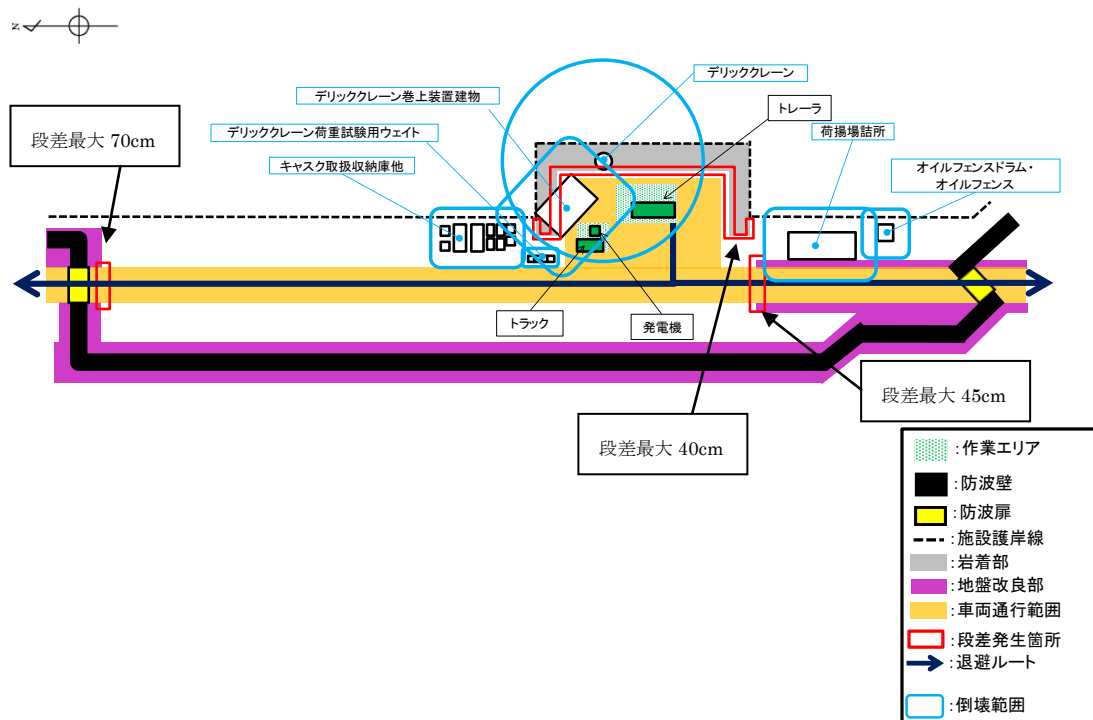 N
デリッククレーン
デリッククレーン巻上装置建物
トレーラ
段差最大 70cm
デリッククレーン荷重試験用ウェイト
荷揚場詰所
キャスク取扱収納庫他
オイルフェンスドラム・
オイルフェンス
トラック
発電機
段差最大 45cm
段差最大 40cm
:作業エリア
:防波壁
:防波扉
:施設護岸線
:岩着部
:地盤改良部
:車両通行範囲
:段差発生箇所
:退避ルート
:倒壊範囲